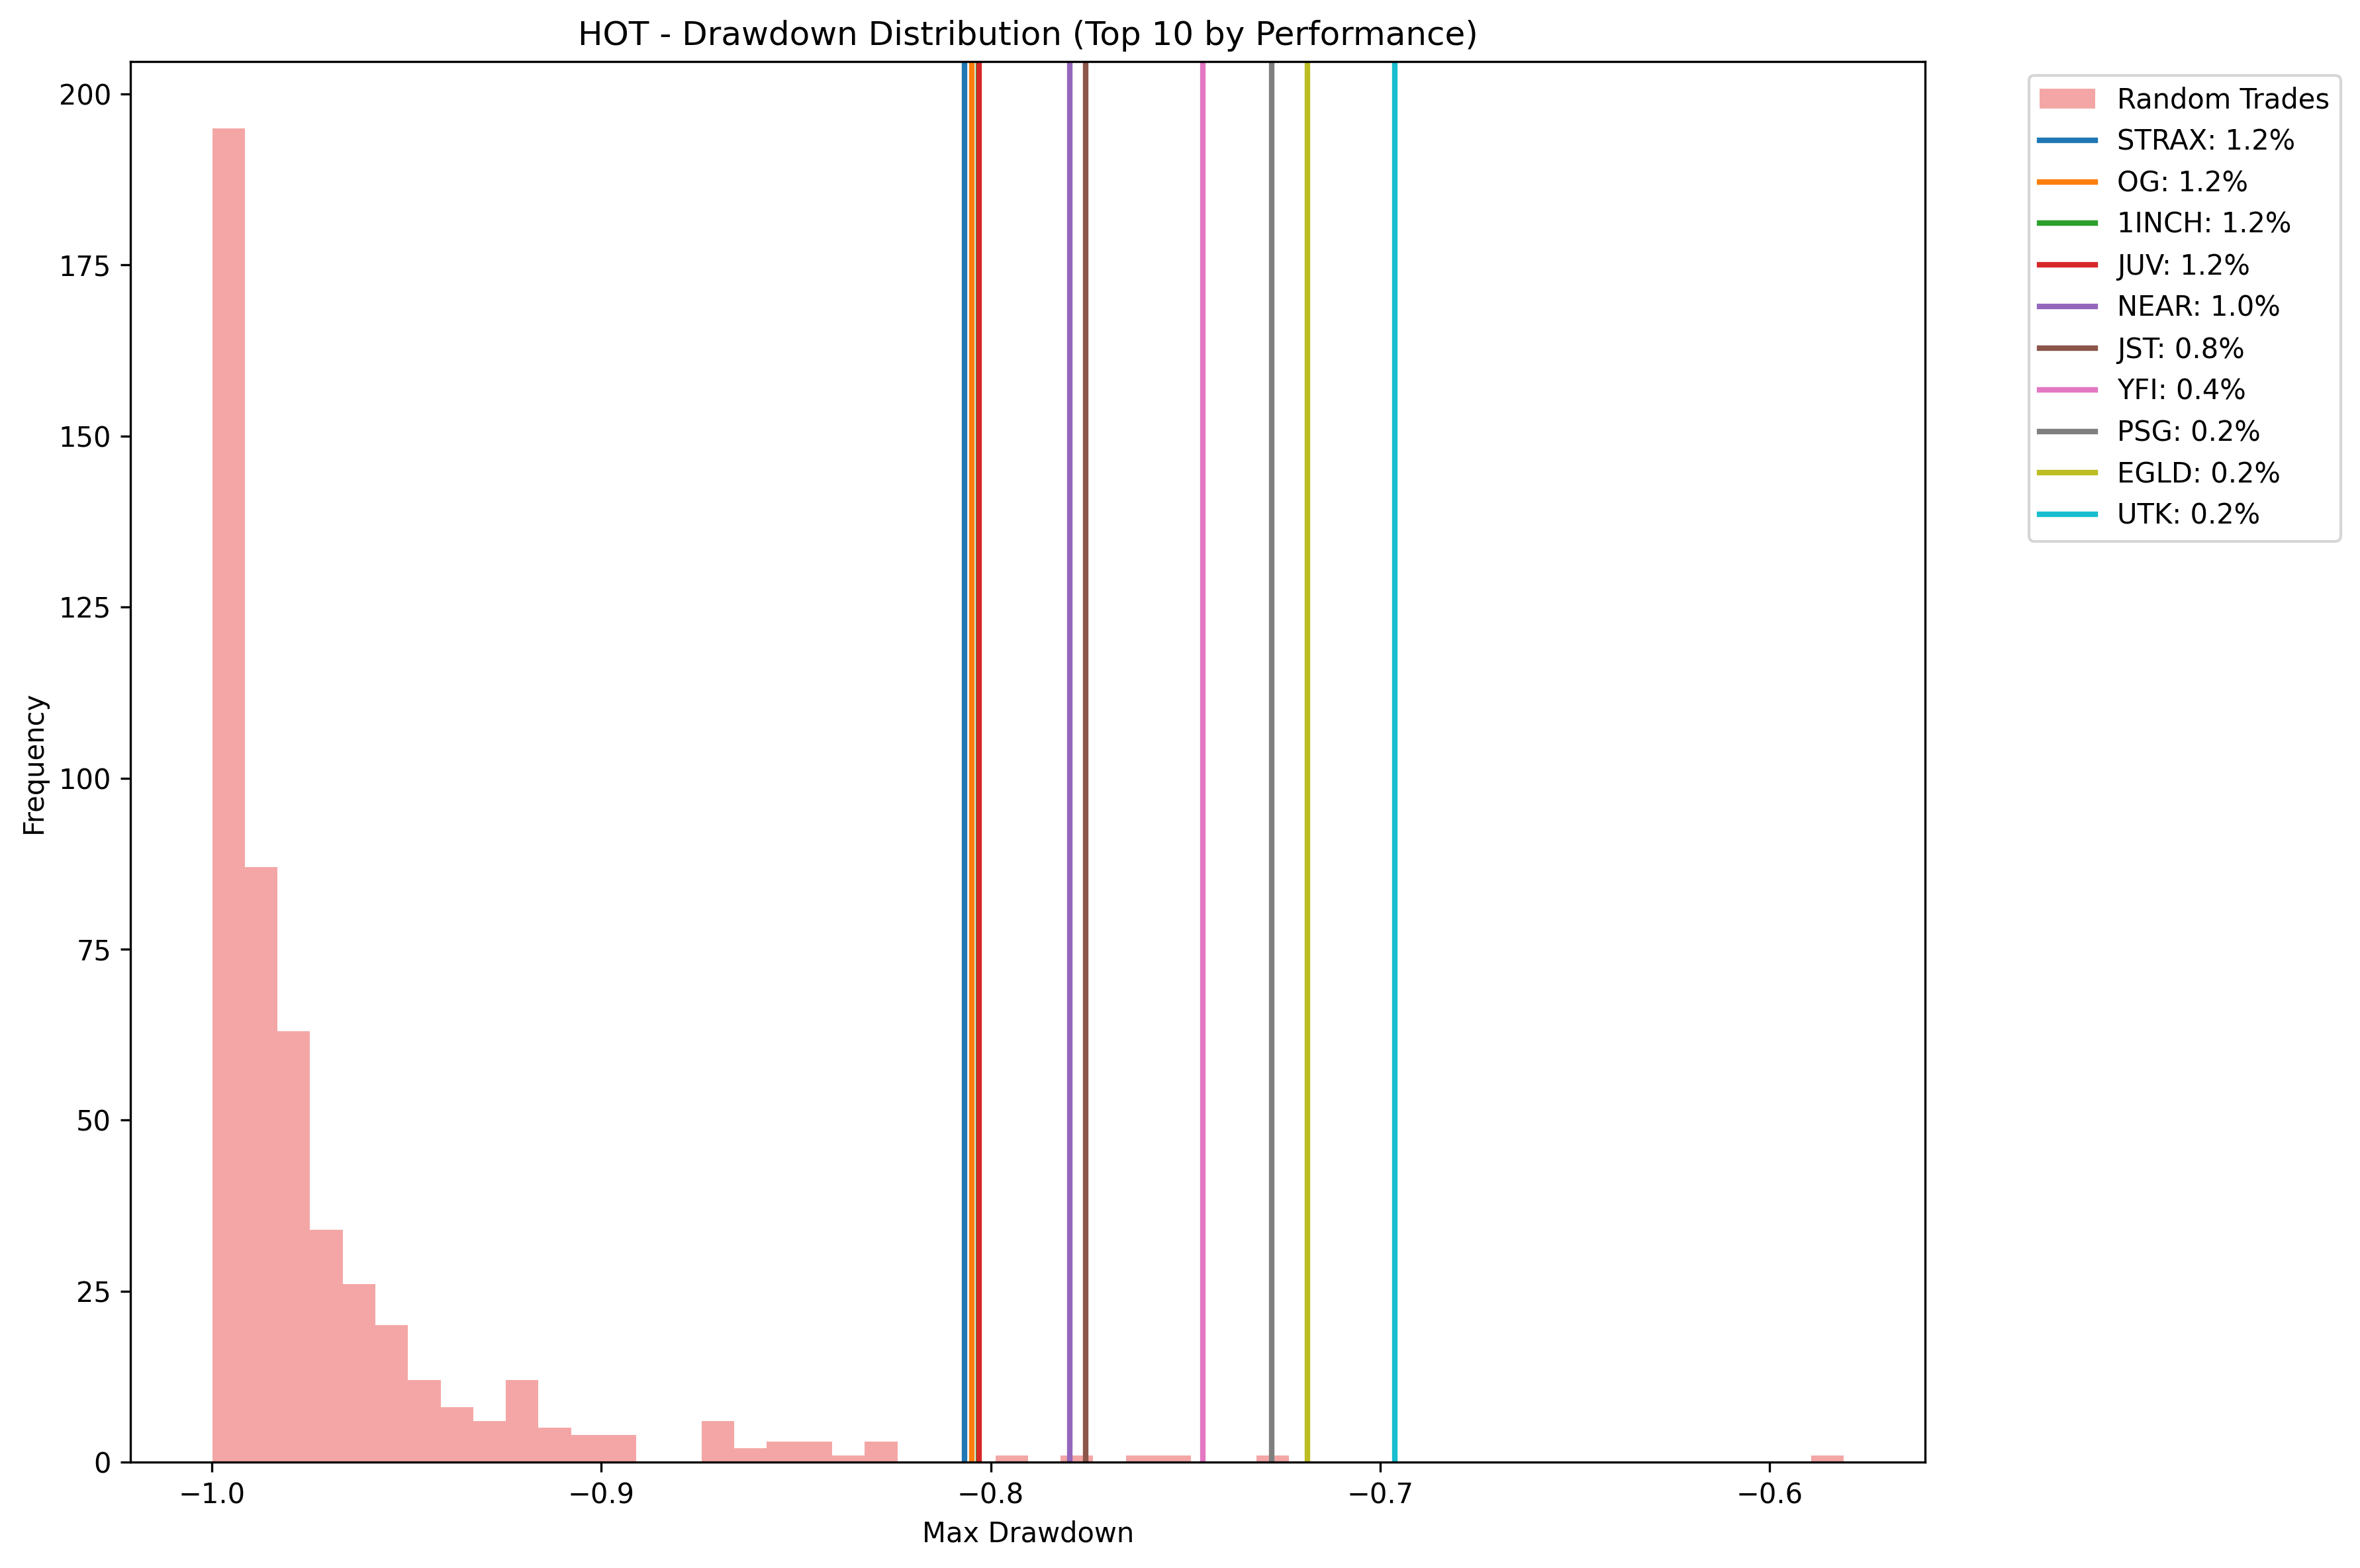 HOT - Drawdown Distribution (Top 10 by Performance)
Frequency
200
175
150
125
100
75
50
25
0
−1.0
−0.9
−0.8
−0.7
−0.6
Max Drawdown
Random Trades
STRAX: 1.2%
OG: 1.2%
1INCH: 1.2%
JUV: 1.2%
NEAR: 1.0%
JST: 0.8%
YFI: 0.4%
PSG: 0.2%
EGLD: 0.2%
UTK: 0.2%